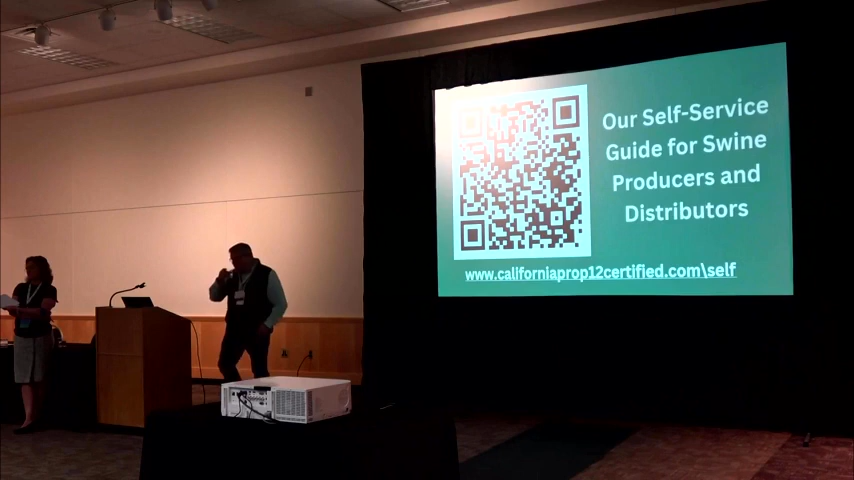 Our Self-Service
Guide for Swine
Producers and
Distributors
www.californiaprop12certified.com\self